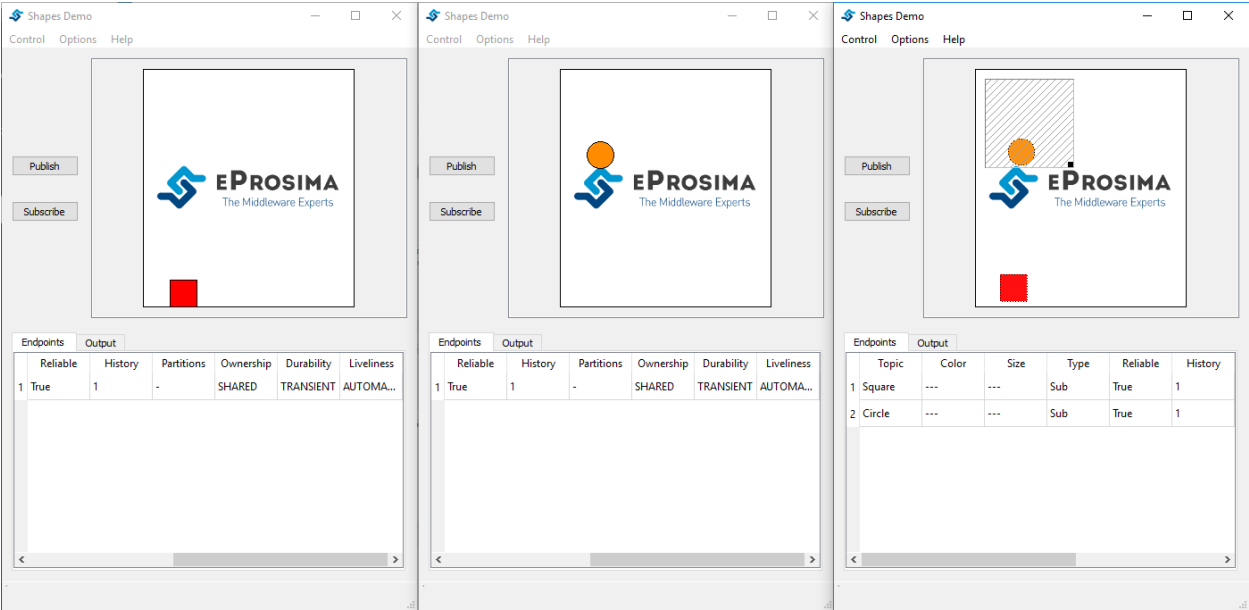 Shapes Demo
Control Options Help
Publish
Subscribe
EPROSIMA
The Middleware Experts
Endpoints Output
Reliable History Partitions Ownership Durability Liveliness
1 True 1 - SHARED TRANSIENT AUTOMA...
Shapes Demo
Control Options Help
Publish
Subscribe
EPROSIMA
The Middleware Experts
Endpoints Output
Reliable History Partitions Ownership Durability Liveliness
1 True 1 - SHARED TRANSIENT AUTOMA...
Shapes Demo
Control Options Help
Publish
Subscribe
EPROSIMA
The Middleware Experts
Endpoints Output
Topic Color Size Type Reliable History
1 Square --- --- Sub True 1
2 Circle --- --- Sub True 1